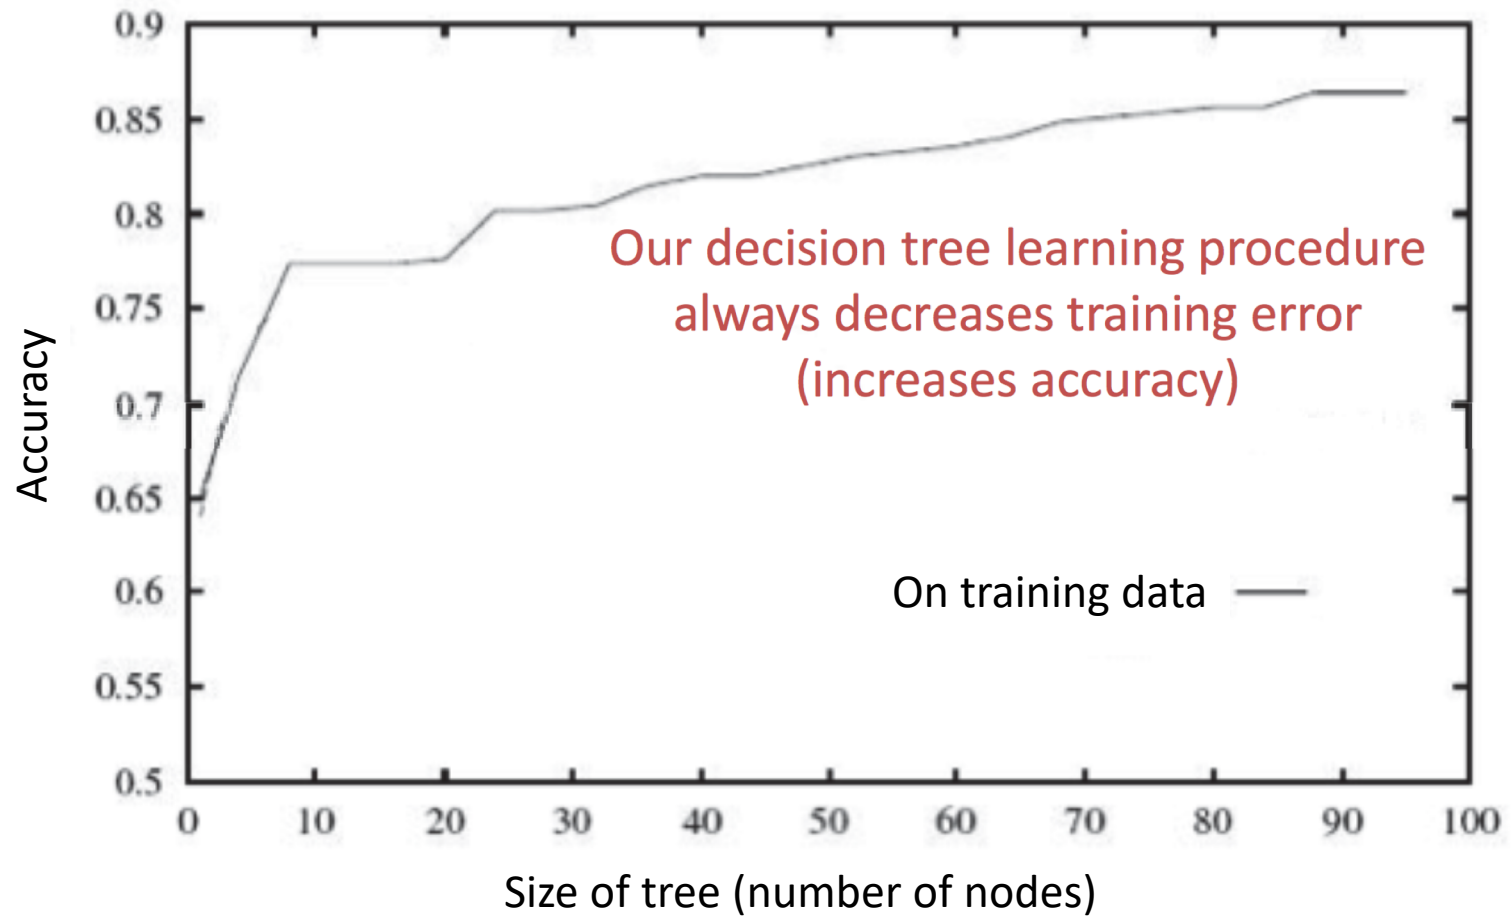 0.9
0.85
0.8
0.75
0.7
0.65
0.6
0.55
0.5
Accuracy
Our decision tree learning procedure
always decreases training error
(increases accuracy)
On training data
0 10 20 30 40 50 60 70 80 90 100
Size of tree (number of nodes)